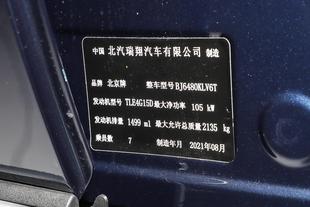 中国 北汽瑞翔汽车有限公司 制造
品牌 北京牌 整车型号 BJ6480KLV6T
发动机型号 TLE4G15D 最大净功率 105 kW
发动机排量 1499 ml 最大允许总质量 2135 kg
乘员数 7 制造年月 2021年08月